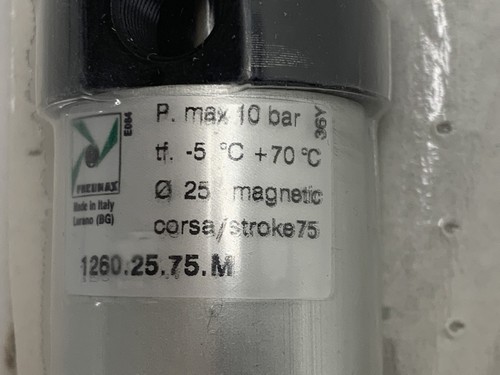 P. max 10 bar
36Y
E084
tf. -5 °C +70 °C
PNEUMAX
Ø 25 magnetic
Made in Italy
Lurano (BG)
corsa/stroke75
1260.25.75.M